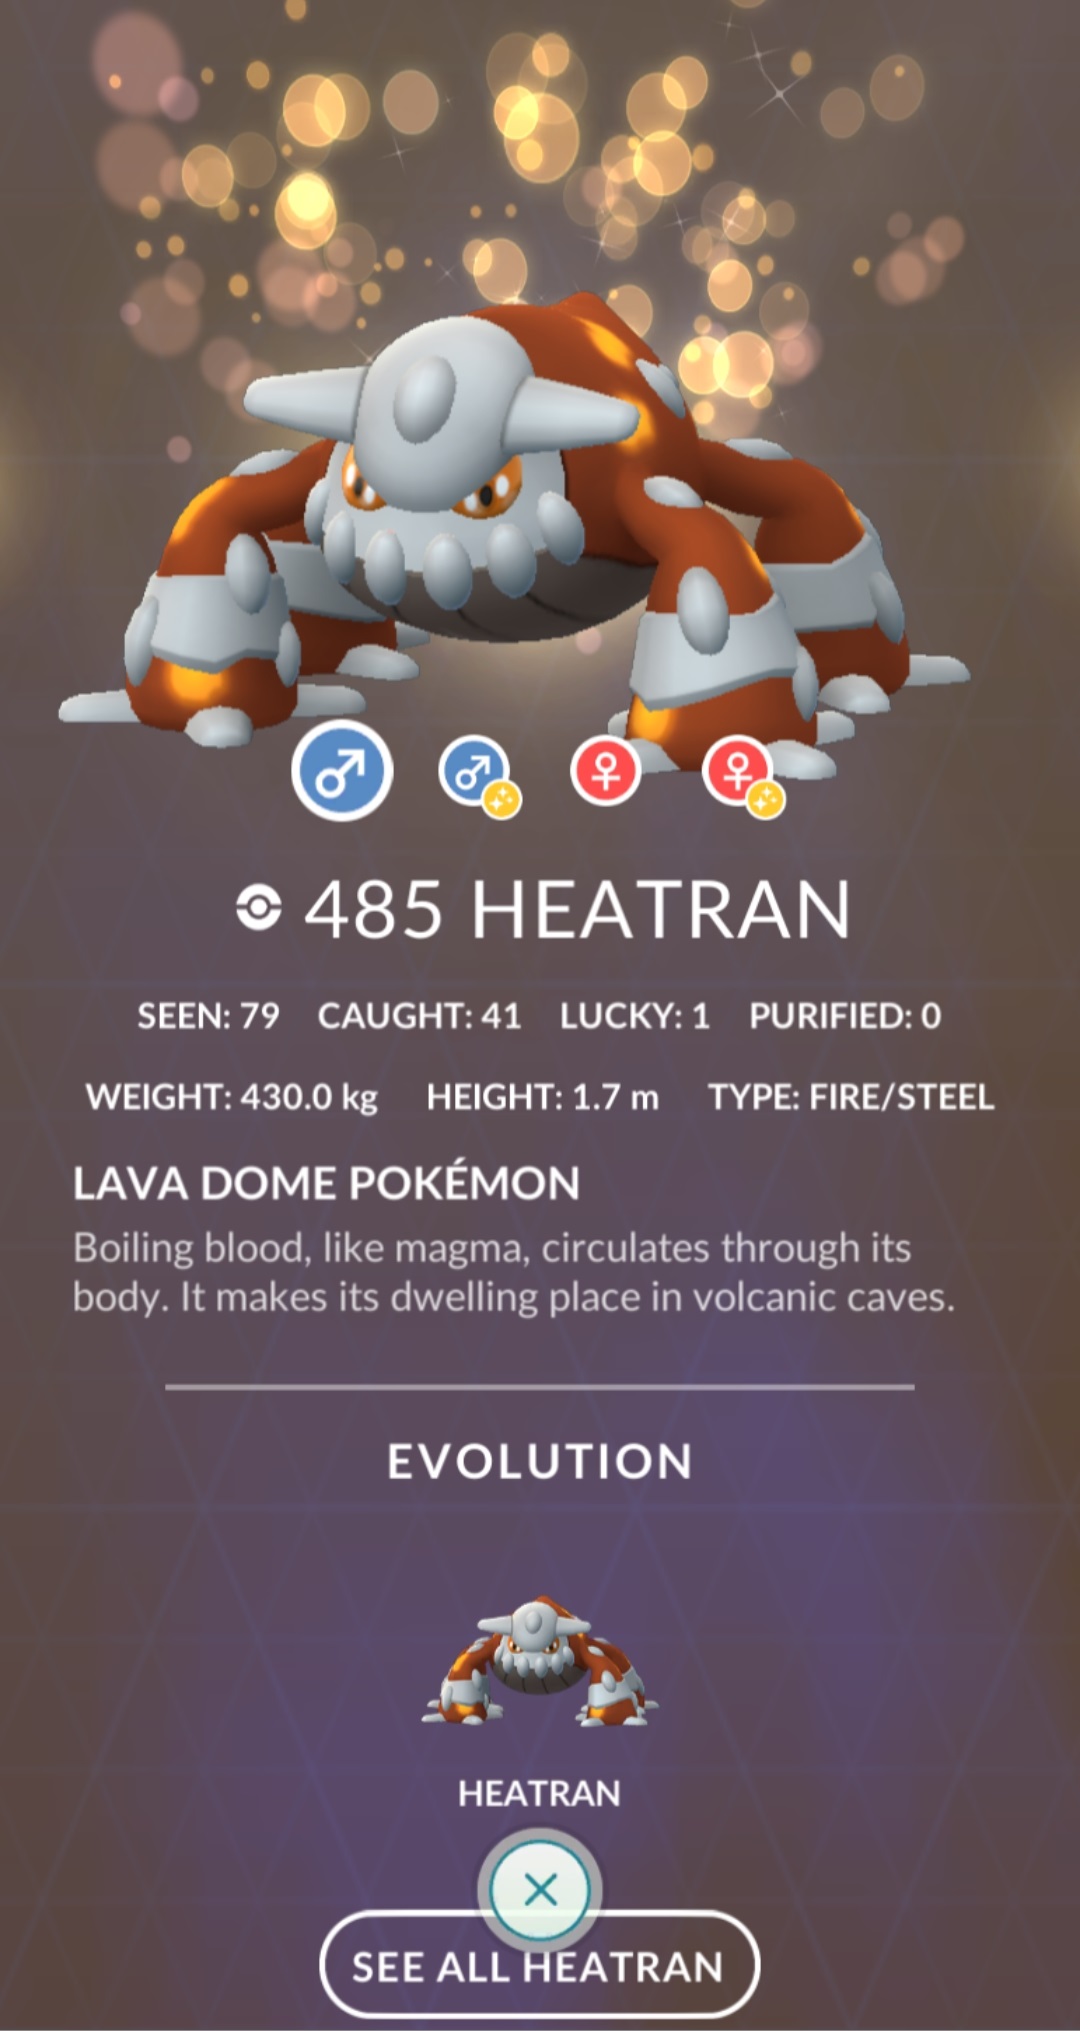 485 HEATRAN
SEEN: 79 CAUGHT: 41 LUCKY: 1 PURIFIED: 0
WEIGHT: 430.0 kg HEIGHT: 1.7 m TYPE: FIRE/STEEL
LAVA DOME POKÉMON
Boiling blood, like magma, circulates through its
body. It makes its dwelling place in volcanic caves.
EVOLUTION
HEATRAN
SEE ALL HEATRAN